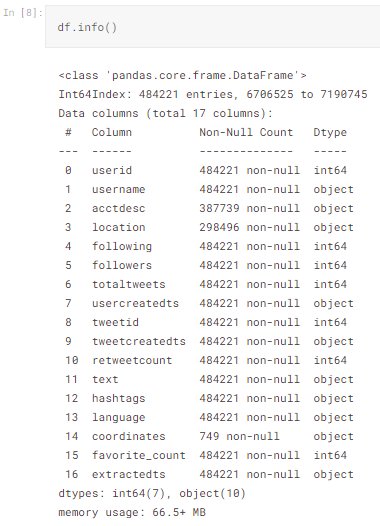 In [8]:
df.info()
<class 'pandas.core.frame.DataFrame'>
Int64Index: 484221 entries, 6706525 to 7190745
Data columns (total 17 columns):
 #   Column           Non-Null Count   Dtype
---  ------           --------------   -----
 0   userid           484221 non-null  int64
 1   username         484221 non-null  object
 2   acctdesc         387739 non-null  object
 3   location         298496 non-null  object
 4   following        484221 non-null  int64
 5   followers        484221 non-null  int64
 6   totaltweets      484221 non-null  int64
 7   usercreatedts    484221 non-null  object
 8   tweetid          484221 non-null  int64
 9   tweetcreatedts   484221 non-null  object
 10  retweetcount     484221 non-null  int64
 11  text             484221 non-null  object
 12  hashtags         484221 non-null  object
 13  language         484221 non-null  object
 14  coordinates      749 non-null     object
 15  favorite_count   484221 non-null  int64
 16  extractedts      484221 non-null  object
dtypes: int64(7), object(10)
memory usage: 66.5+ MB